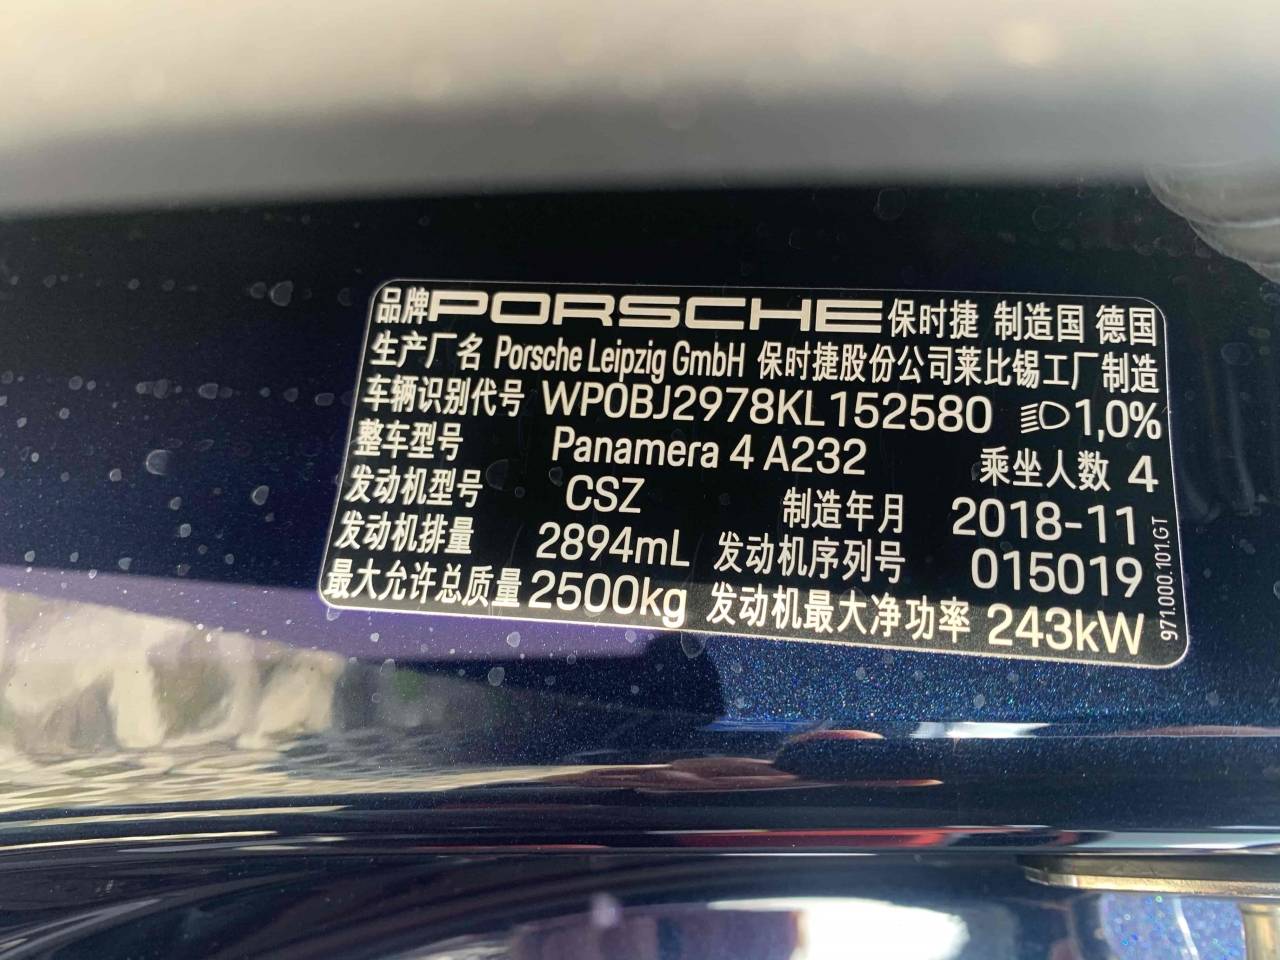 品牌PORSCHE保时捷 制造国 德国
生产厂名 Porsche Leipzig GmbH 保时捷股份公司莱比锡工厂制造
车辆识别代号 WP0BJ2978KL152580 1,0%
整车型号 Panamera 4 A232 乘坐人数 4
发动机型号 CSZ 制造年月 2018-11
发动机排量 2894mL 发动机序列号 015019
最大允许总质量 2500kg 发动机最大净功率 243kW
971.000.101.GT